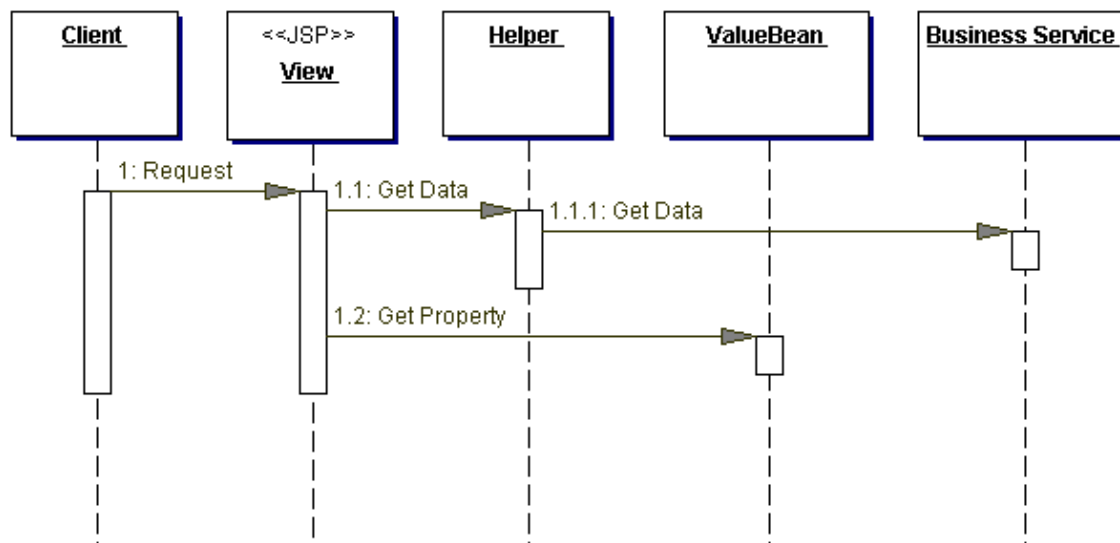 Client
<<JSP>>
View
Helper
ValueBean
Business Service
1: Request
1.1: Get Data
1.1.1: Get Data
1.2: Get Property